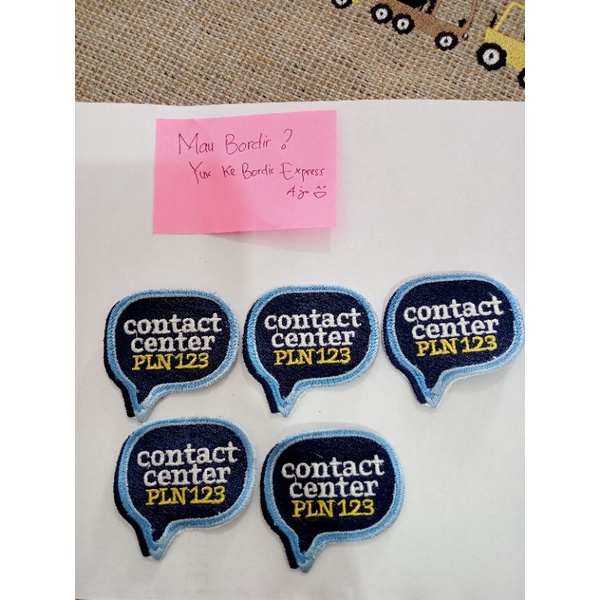 Mau Bordir?
Yuk Ke Bordir Express
Aja
contact
center
PLN 123
contact
center
PLN 123
contact
center
PLN 123
contact
center
PLN 123
contact
center
PLN 123